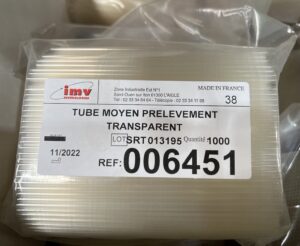 imv
TECHNOLOGIES
Zone Industrielle Est N°1
Saint-Ouen sur Iton 61300 L'AIGLE
MADE IN FRANCE
38
TUBE MOYEN PRELEVEMENT
TRANSPARENT
LOT SRT 013195 Quantité 1000
11/2022
REF: 006451